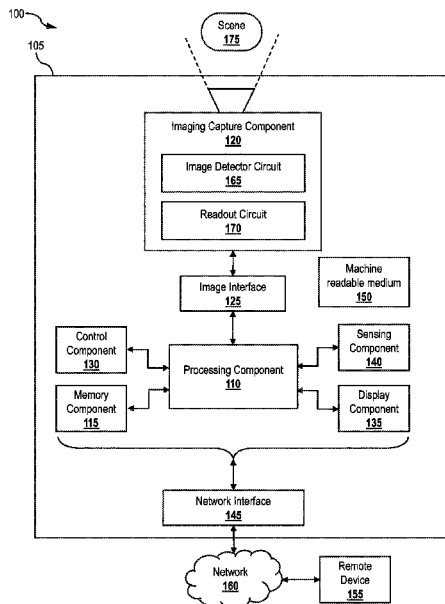 100
105
Scene
175
Imaging Capture Component
120
Image Detector Circuit
165
Readout Circuit
170
Image Interface
125
Machine
readable medium
150
Control
Component
130
Processing Component
110
Sensing
Component
140
Memory
Component
115
Display
Component
135
Network Interface
145
Network
160
Remote
Device
155